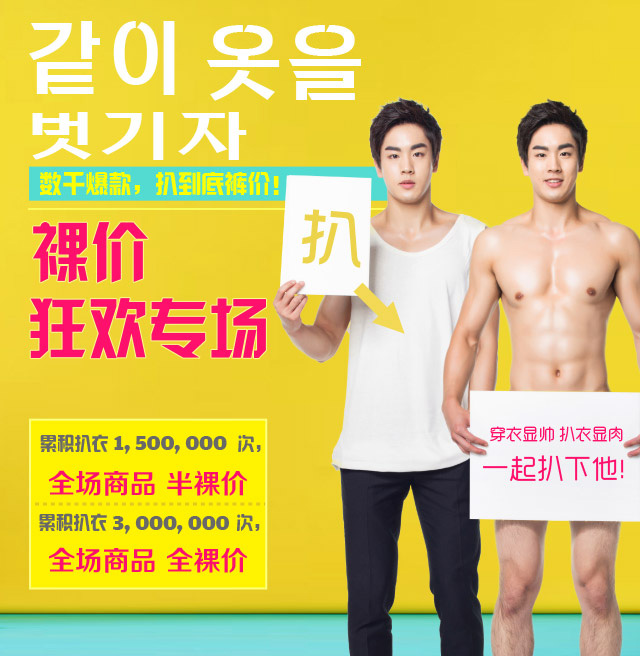 같이 옷을
벗기자
数千爆款，扒到底裤价！
裸价
狂欢专场
扒
累积扒衣 1, 500, 000 次,
全场商品 半裸价
累积扒衣 3, 000, 000 次,
全场商品 全裸价
穿衣显帅 扒衣显肉
一起扒下他!